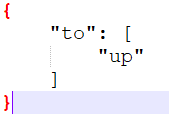 {
    "to": [
        "up"
    ]
}